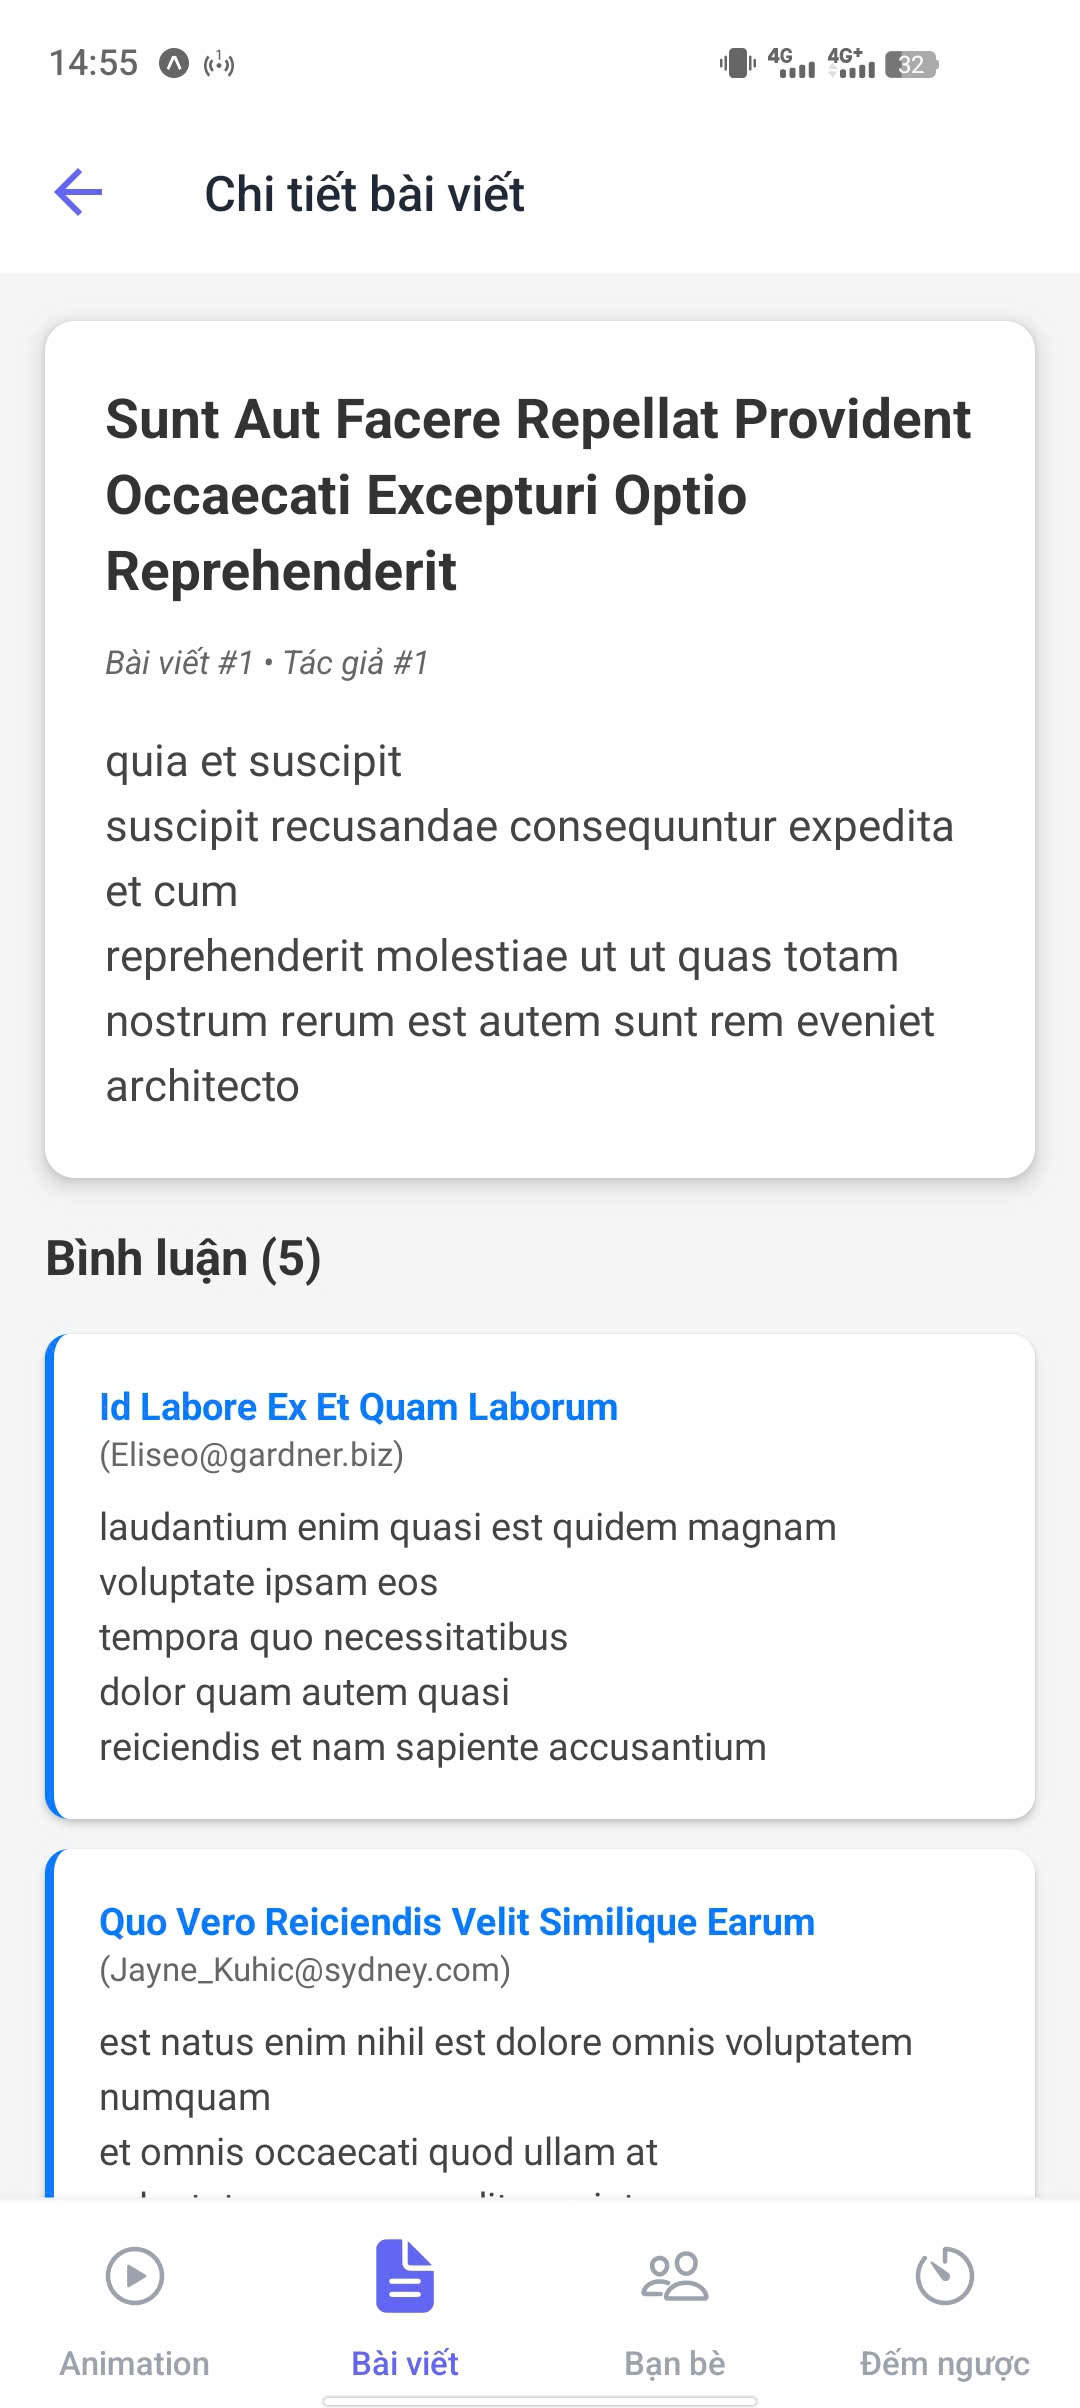 14:55
1
4G
4G+
32
Chi tiết bài viết
Sunt Aut Facere Repellat Provident
Occaecati Excepturi Optio
Reprehenderit
Bài viết #1 • Tác giả #1
quia et suscipit
suscipit recusandae consequuntur expedita
et cum
reprehenderit molestiae ut ut quas totam
nostrum rerum est autem sunt rem eveniet
architecto
Bình luận (5)
Id Labore Ex Et Quam Laborum
(Eliseo@gardner.biz)
laudantium enim quasi est quidem magnam
voluptate ipsam eos
tempora quo necessitatibus
dolor quam autem quasi
reiciendis et nam sapiente accusantium
Quo Vero Reiciendis Velit Similique Earum
(Jayne_Kuhic@sydney.com)
est natus enim nihil est dolore omnis voluptatem
numquam
et omnis occaecati quod ullam at
Animation
Bài viết
Bạn bè
Đếm ngược